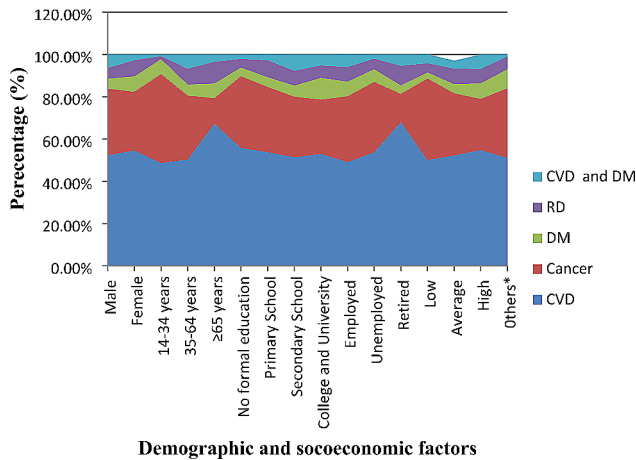 120.00%
100.00%
80.00%
60.00%
40.00%
20.00%
0.00%
Perecentage (%)
Male
Female
14-34 years
35-64 years
≥65 years
No formal education
Primary School
Secondary School
College and University
Employed
Unemployed
Retired
Low
Average
High
0thers*
Demographic and socoeconomic factors
CVD and DM
RD
DM
Cancer
CVD